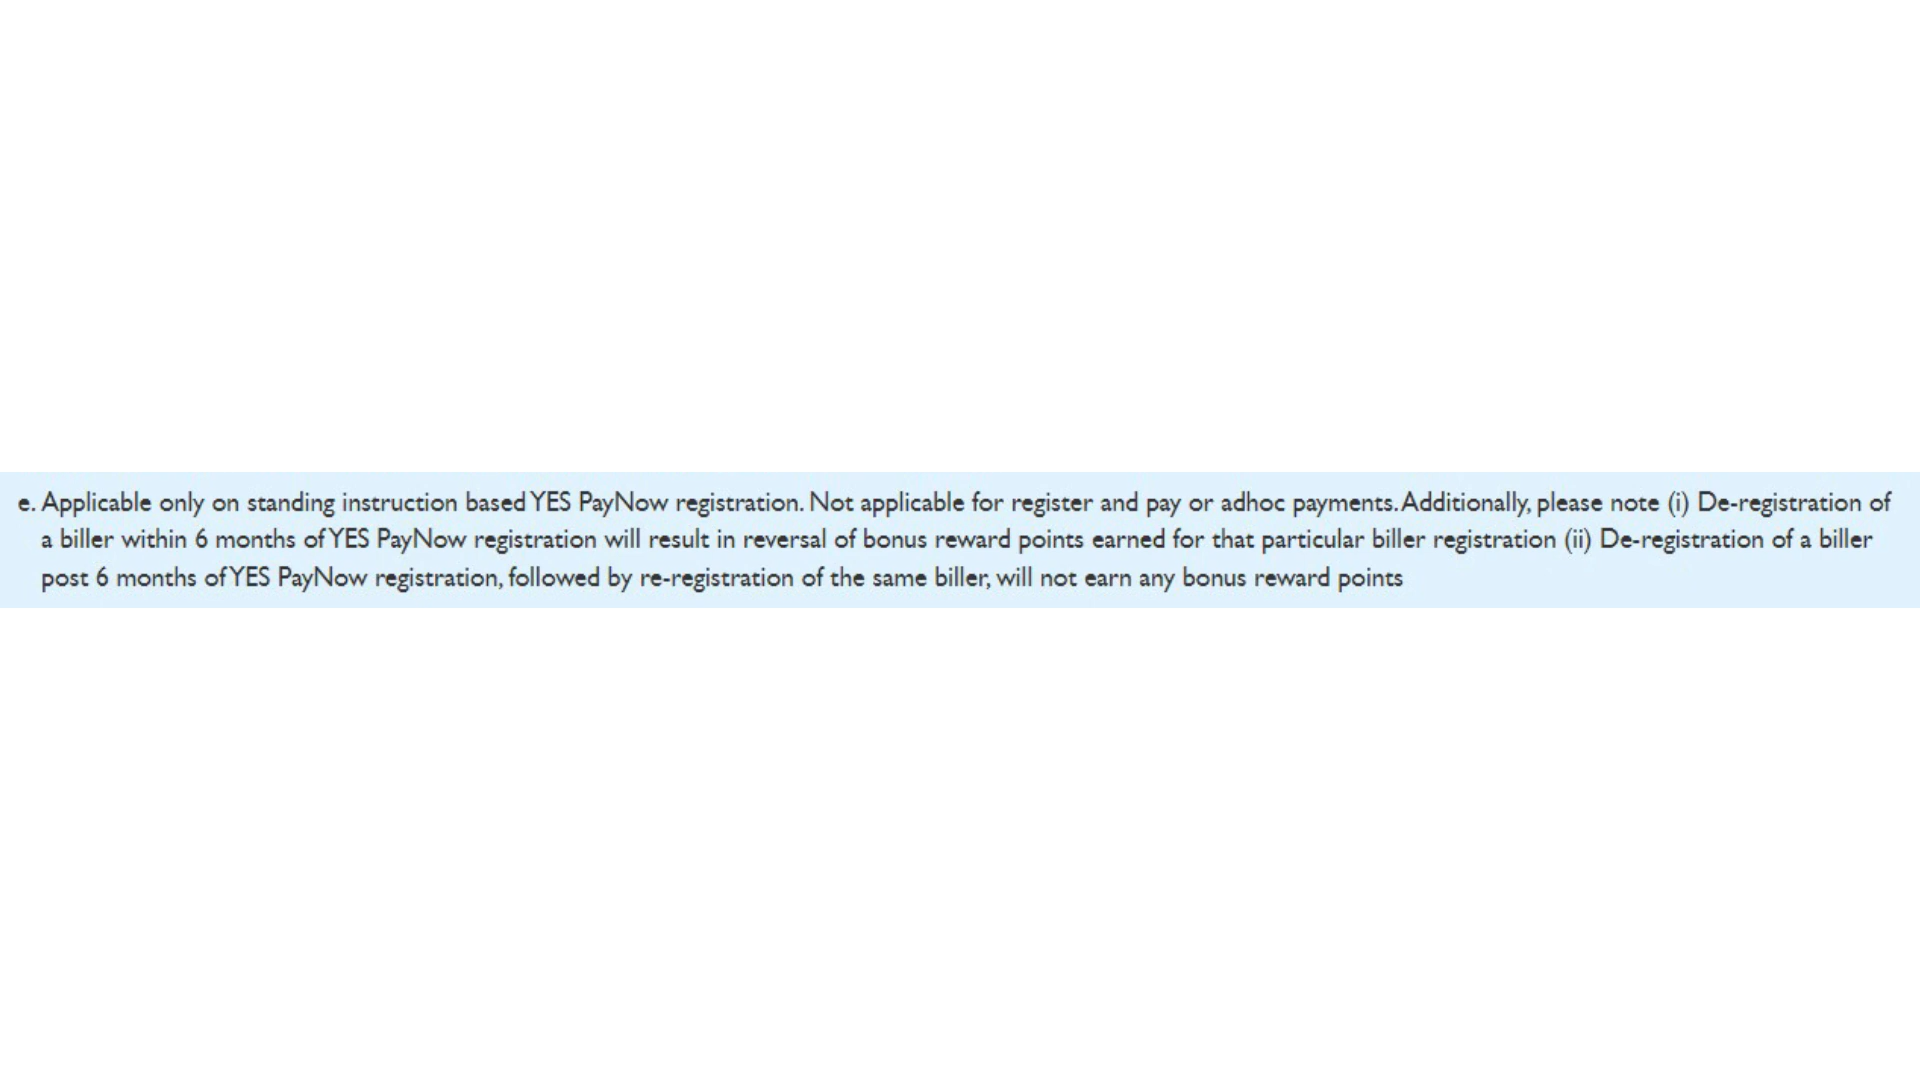 e. Applicable only on standing instruction based YES PayNow registration. Not applicable for register and pay or adhoc payments. Additionally, please note (i) De-registration of
a biller within 6 months of YES PayNow registration will result in reversal of bonus reward points earned for that particular biller registration (ii) De-registration of a biller
post 6 months of YES PayNow registration, followed by re-registration of the same biller, will not earn any bonus reward points